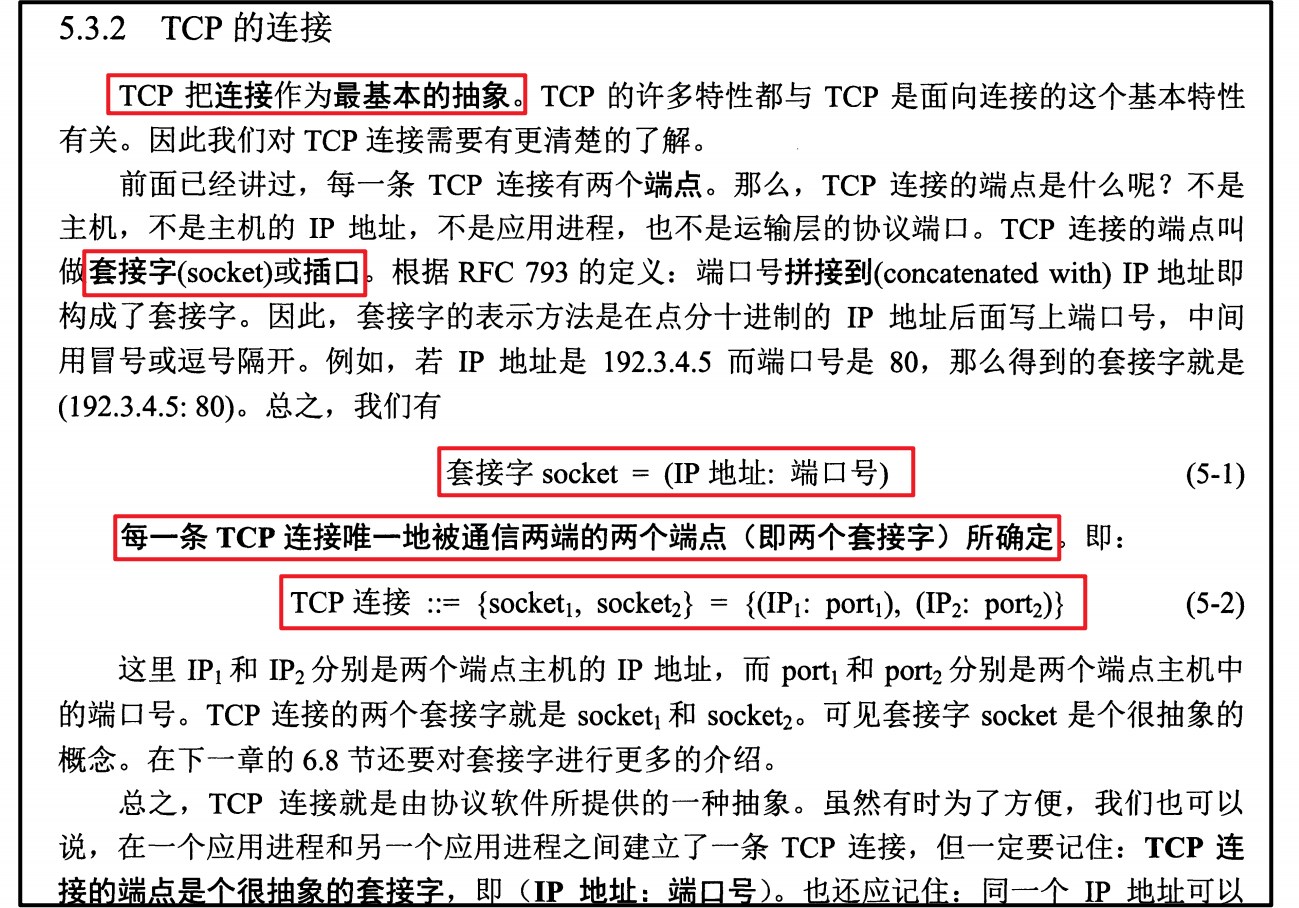 5.3.2 TCP 的连接
TCP 把连接作为最基本的抽象。TCP 的许多特性都与 TCP 是面向连接的这个基本特性
有关。因此我们对 TCP 连接需要有更清楚的了解。
前面已经讲过，每一条 TCP 连接有两个端点。那么，TCP 连接的端点是什么呢？不是
主机，不是主机的 IP 地址，不是应用进程，也不是运输层的协议端口。TCP 连接的端点叫
做套接字(socket)或插口。根据 RFC 793 的定义：端口号拼接到(concatenated with) IP 地址即
构成了套接字。因此，套接字的表示方法是在点分十进制的 IP 地址后面写上端口号，中间
用冒号或逗号隔开。例如，若 IP 地址是 192.3.4.5 而端口号是 80，那么得到的套接字就是
(192.3.4.5: 80)。总之，我们有
套接字 socket = (IP 地址: 端口号) (5-1)
每一条 TCP 连接唯一地被通信两端的两个端点（即两个套接字）所确定。即：
TCP 连接 ::= {socket₁, socket₂} = {(IP₁: port₁), (IP₂: port₂)} (5-2)
这里 IP₁ 和 IP₂ 分别是两个端点主机的 IP 地址，而 port₁ 和 port₂ 分别是两个端点主机中
的端口号。TCP 连接的两个套接字就是 socket₁ 和 socket₂。可见套接字 socket 是个很抽象的
概念。在下一章的 6.8 节还要对套接字进行更多的介绍。
总之，TCP 连接就是由协议软件所提供的一种抽象。虽然有时为了方便，我们也可以
说，在一个应用进程和另一个应用进程之间建立了一条 TCP 连接，但一定要记住：TCP 连
接的端点是个很抽象的套接字，即（IP 地址：端口号）。也还应记住：同一个 IP 地址可以